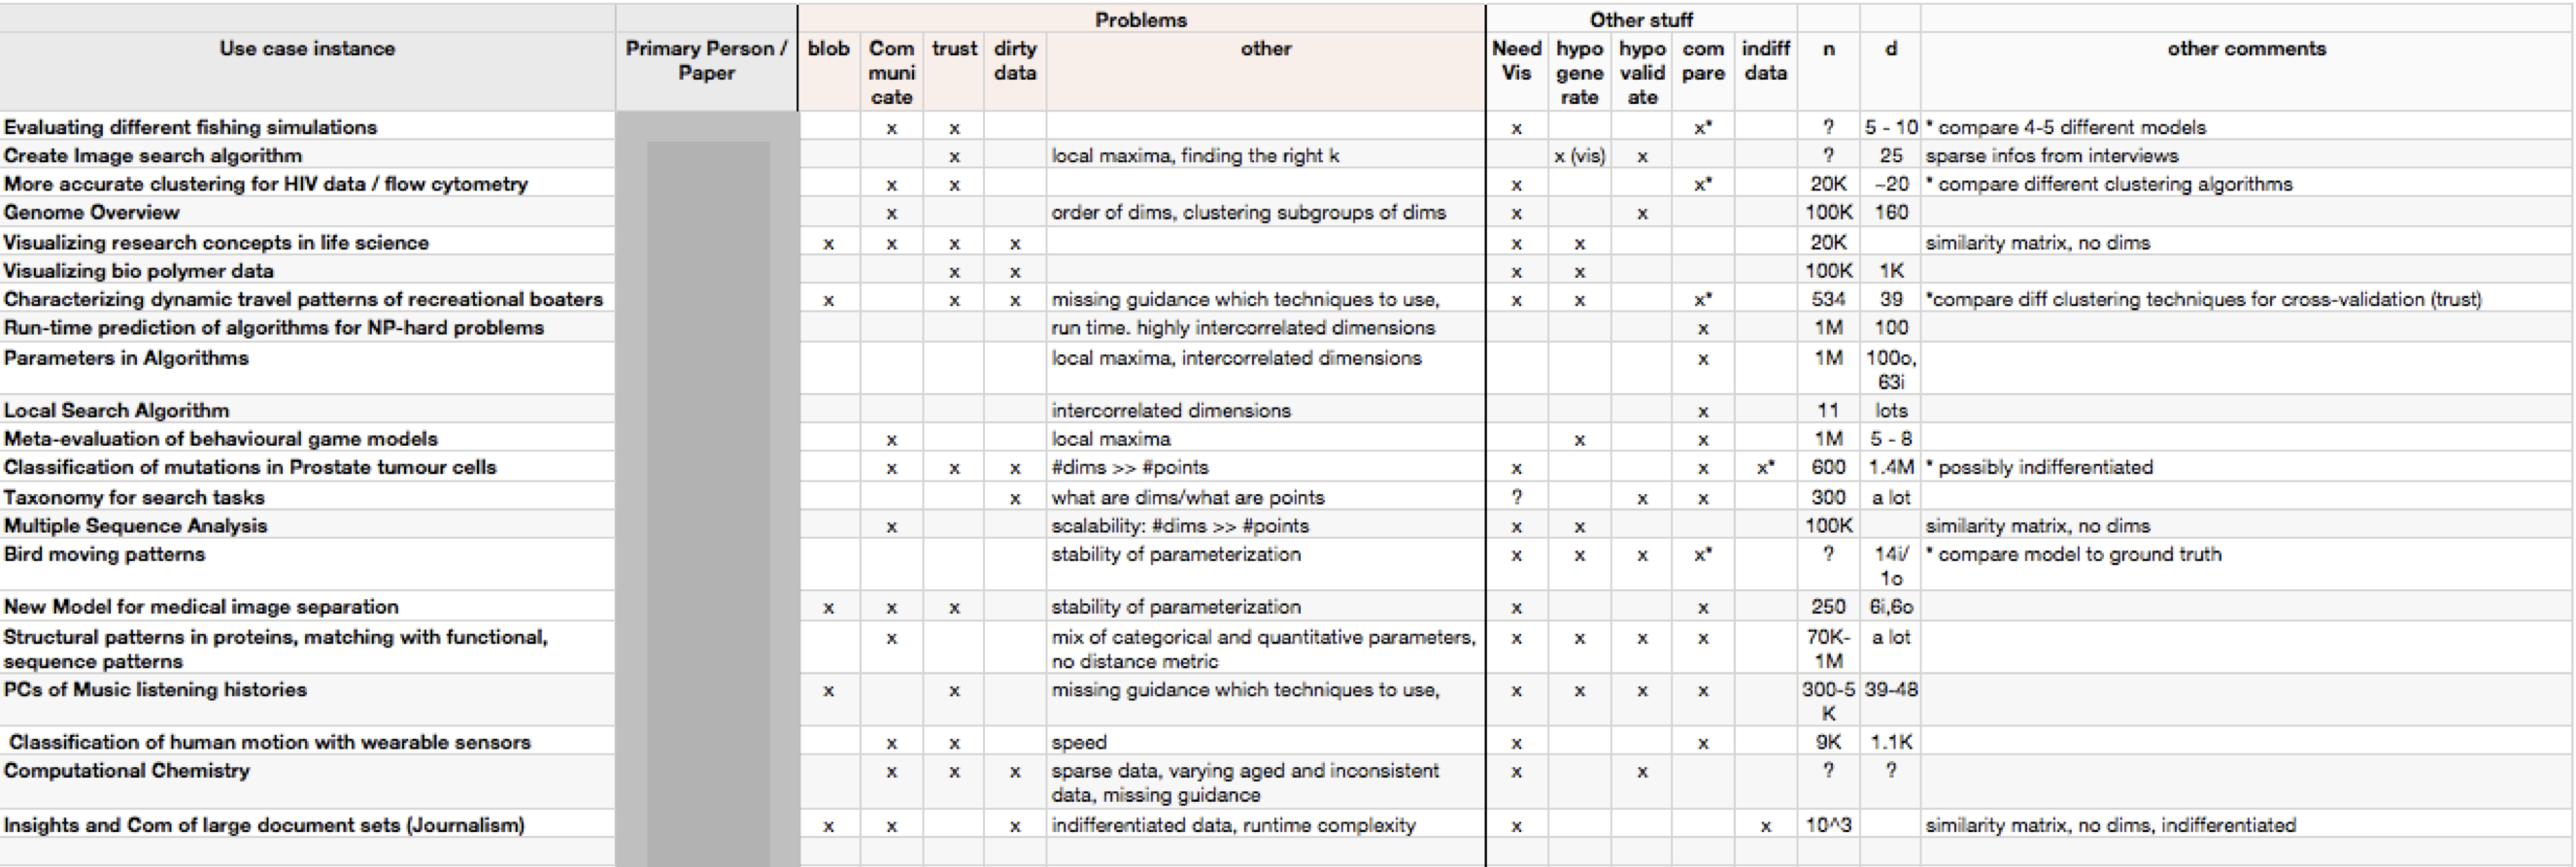 Problems Other stuff
Use case instance Primary Person / Paper blob Com muni cate trust dirty data other Need Vis hypo gene rate hypo valid ate com pare indiff data n d other comments
Evaluating different fishing simulations x x x x* ? 5 - 10 * compare 4-5 different models
Create Image search algorithm x local maxima, finding the right k x (vis) x ? 25 sparse infos from interviews
More accurate clustering for HIV data / flow cytometry x x x x* 20K ~20 * compare different clustering algorithms
Genome Overview x order of dims, clustering subgroups of dims x x 100K 160
Visualizing research concepts in life science x x x x x x 20K similarity matrix, no dims
Visualizing bio polymer data x x x x 100K 1K
Characterizing dynamic travel patterns of recreational boaters x x x missing guidance which techniques to use, x x x* 534 39 *compare diff clustering techniques for cross-validation (trust)
Run-time prediction of algorithms for NP-hard problems run time. highly intercorrelated dimensions x 1M 100
Parameters in Algorithms local maxima, intercorrelated dimensions x 1M 100o, 63i
Local Search Algorithm intercorrelated dimensions x 11 lots
Meta-evaluation of behavioural game models x local maxima x x 1M 5 - 8
Classification of mutations in Prostate tumour cells x x x #dims >> #points x x x* 600 1.4M * possibly indifferentiated
Taxonomy for search tasks x what are dims/what are points ? x x 300 a lot
Multiple Sequence Analysis x scalability: #dims >> #points x x 100K similarity matrix, no dims
Bird moving patterns stability of parameterization x x x x* ? 14i/ 1o * compare model to ground truth
New Model for medical image separation x x x stability of parameterization x x 250 6i,6o
Structural patterns in proteins, matching with functional, sequence patterns x mix of categorical and quantitative parameters, no distance metric x x x x 70K- 1M a lot
PCs of Music listening histories x x missing guidance which techniques to use, x x x x 300-5 K 39-48
Classification of human motion with wearable sensors x x speed x x 9K 1.1K
Computational Chemistry x x x sparse data, varying aged and inconsistent data, missing guidance x x ? ?
Insights and Com of large document sets (Journalism) x x x indifferentiated data, runtime complexity x x 10^3 similarity matrix, no dims, indifferentiated